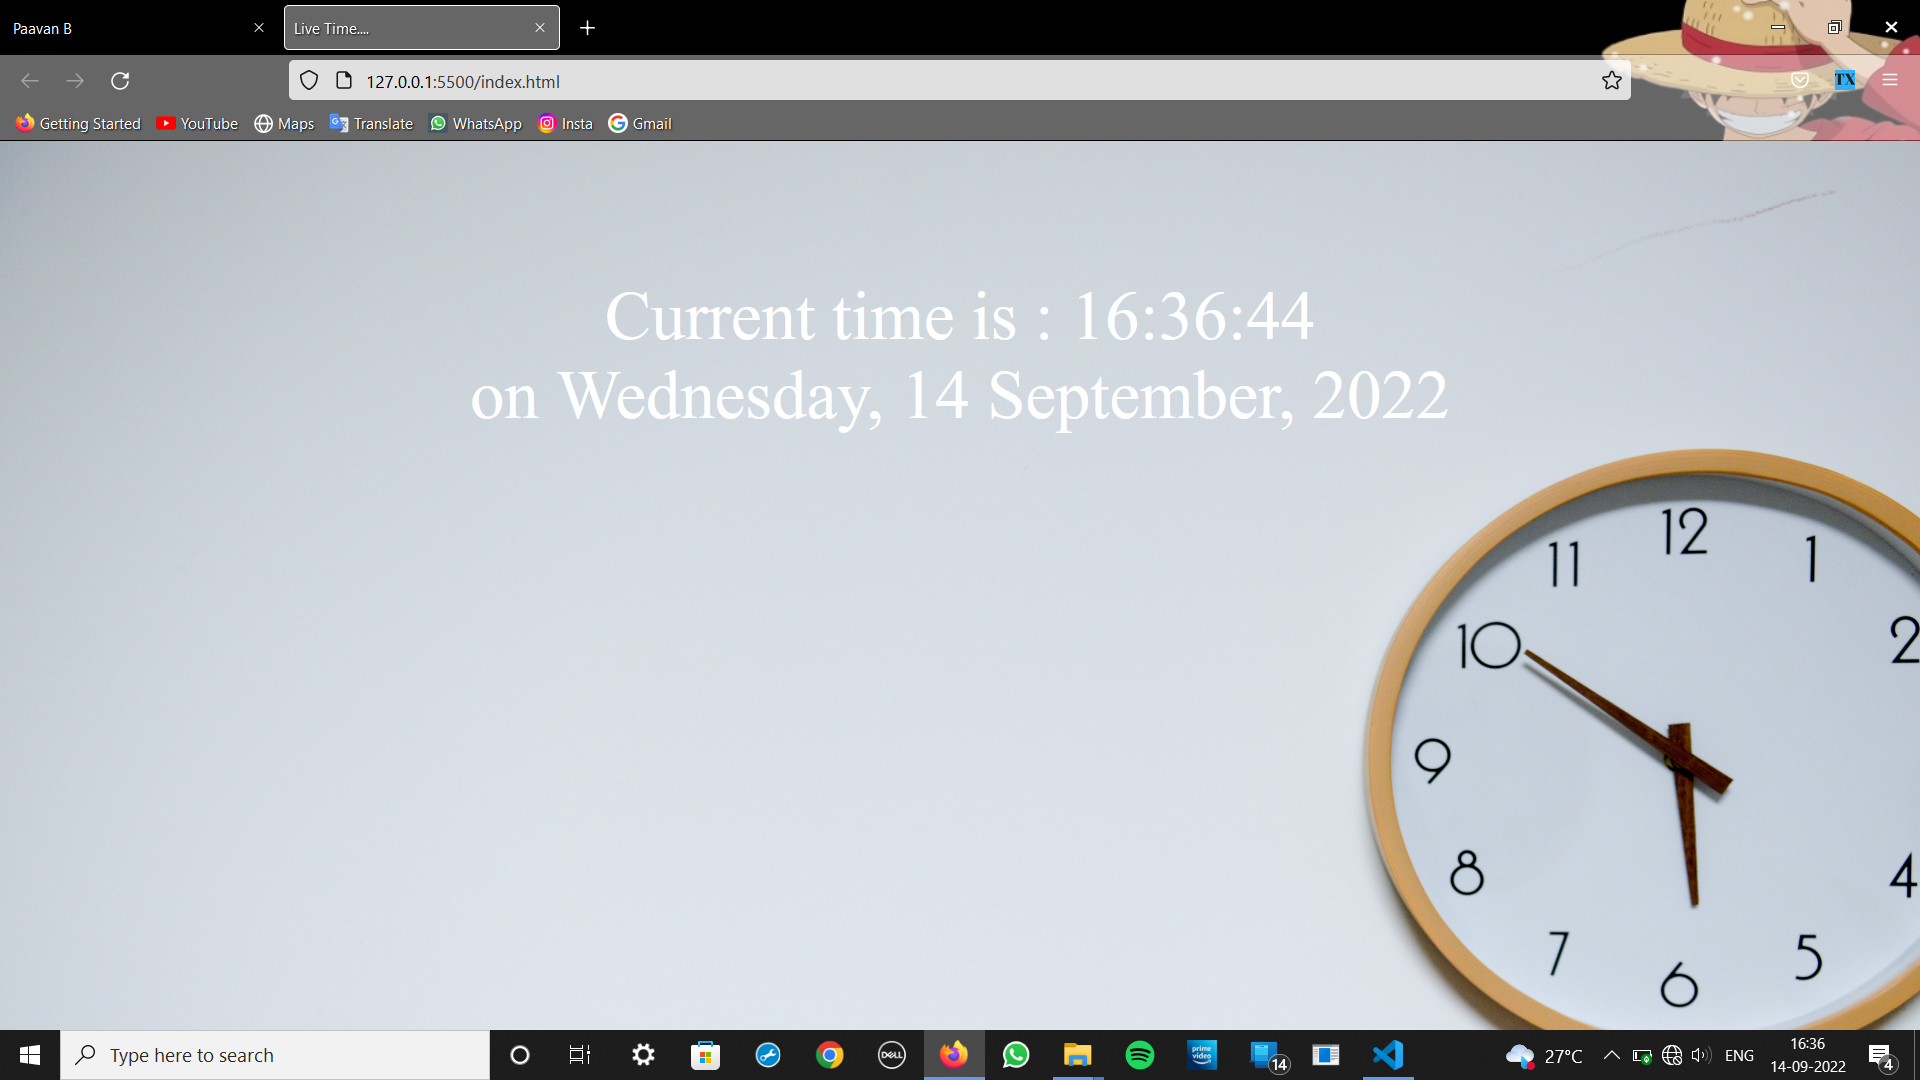 Paavan B
Live Time....
127.0.0.1:5500/index.html
TX
Getting Started YouTube Maps Translate WhatsApp Insta Gmail
Current time is : 16:36:44
on Wednesday, 14 September, 2022
12
11
1
10
2
9
8
4
7
5
6
Type here to search
DELL
prime video
14
27°C
ENG
16:36
14-09-2022
4